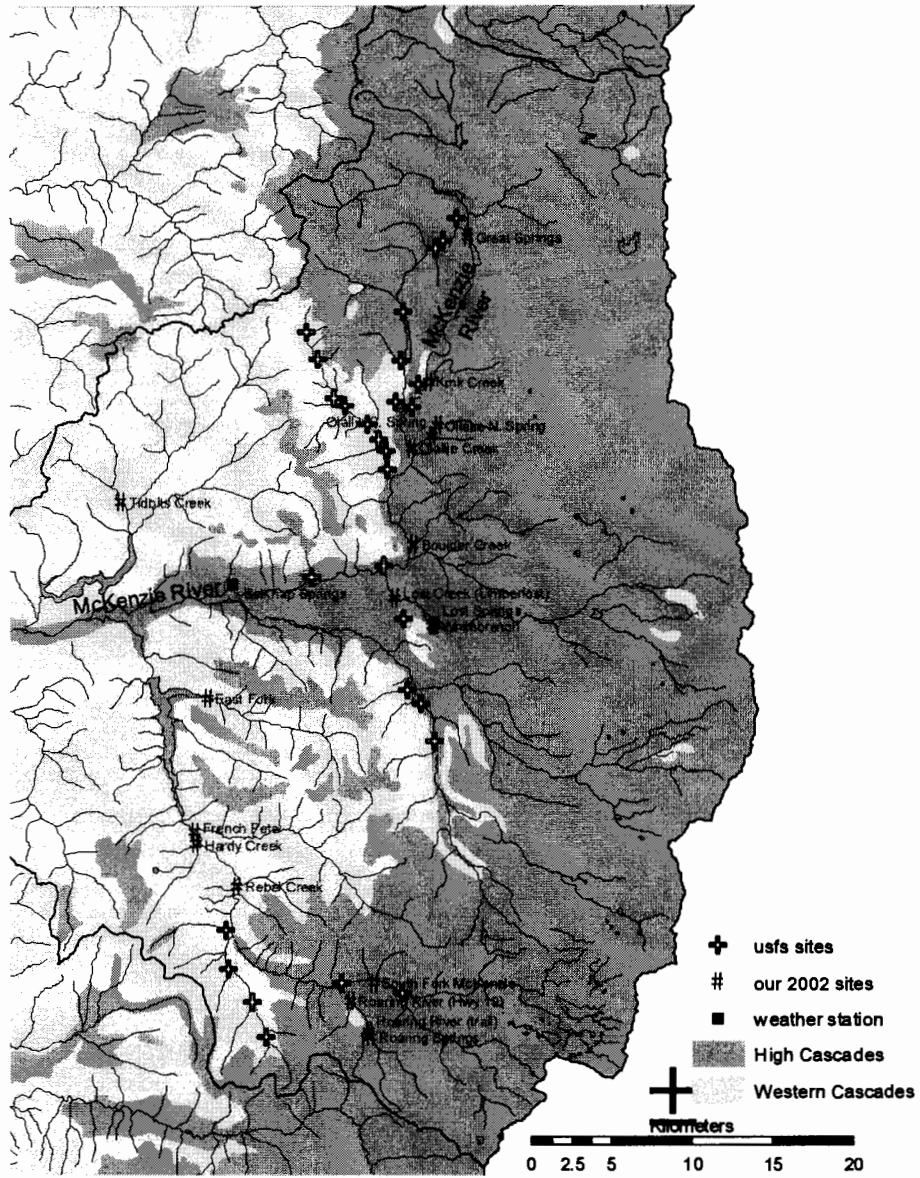 Great Springs
McKenzie
River
Kink Creek
Olallie N. Spring
Olallie Creek
Tidbits Creek
Boulder Creek
McKenzie River
Belknap Springs
Lost Creek (Limberlost)
Lost Springs
East Fork
French Pete
Hardy Creek
Rebel Creek
South Fork McKenzie
Roaring River (Hwy 19)
Roaring River (trail)
Roaring Springs
usfs sites
our 2002 sites
weather station
High Cascades
Western Cascades
Kilometers
0 2.5 5 10 15 20